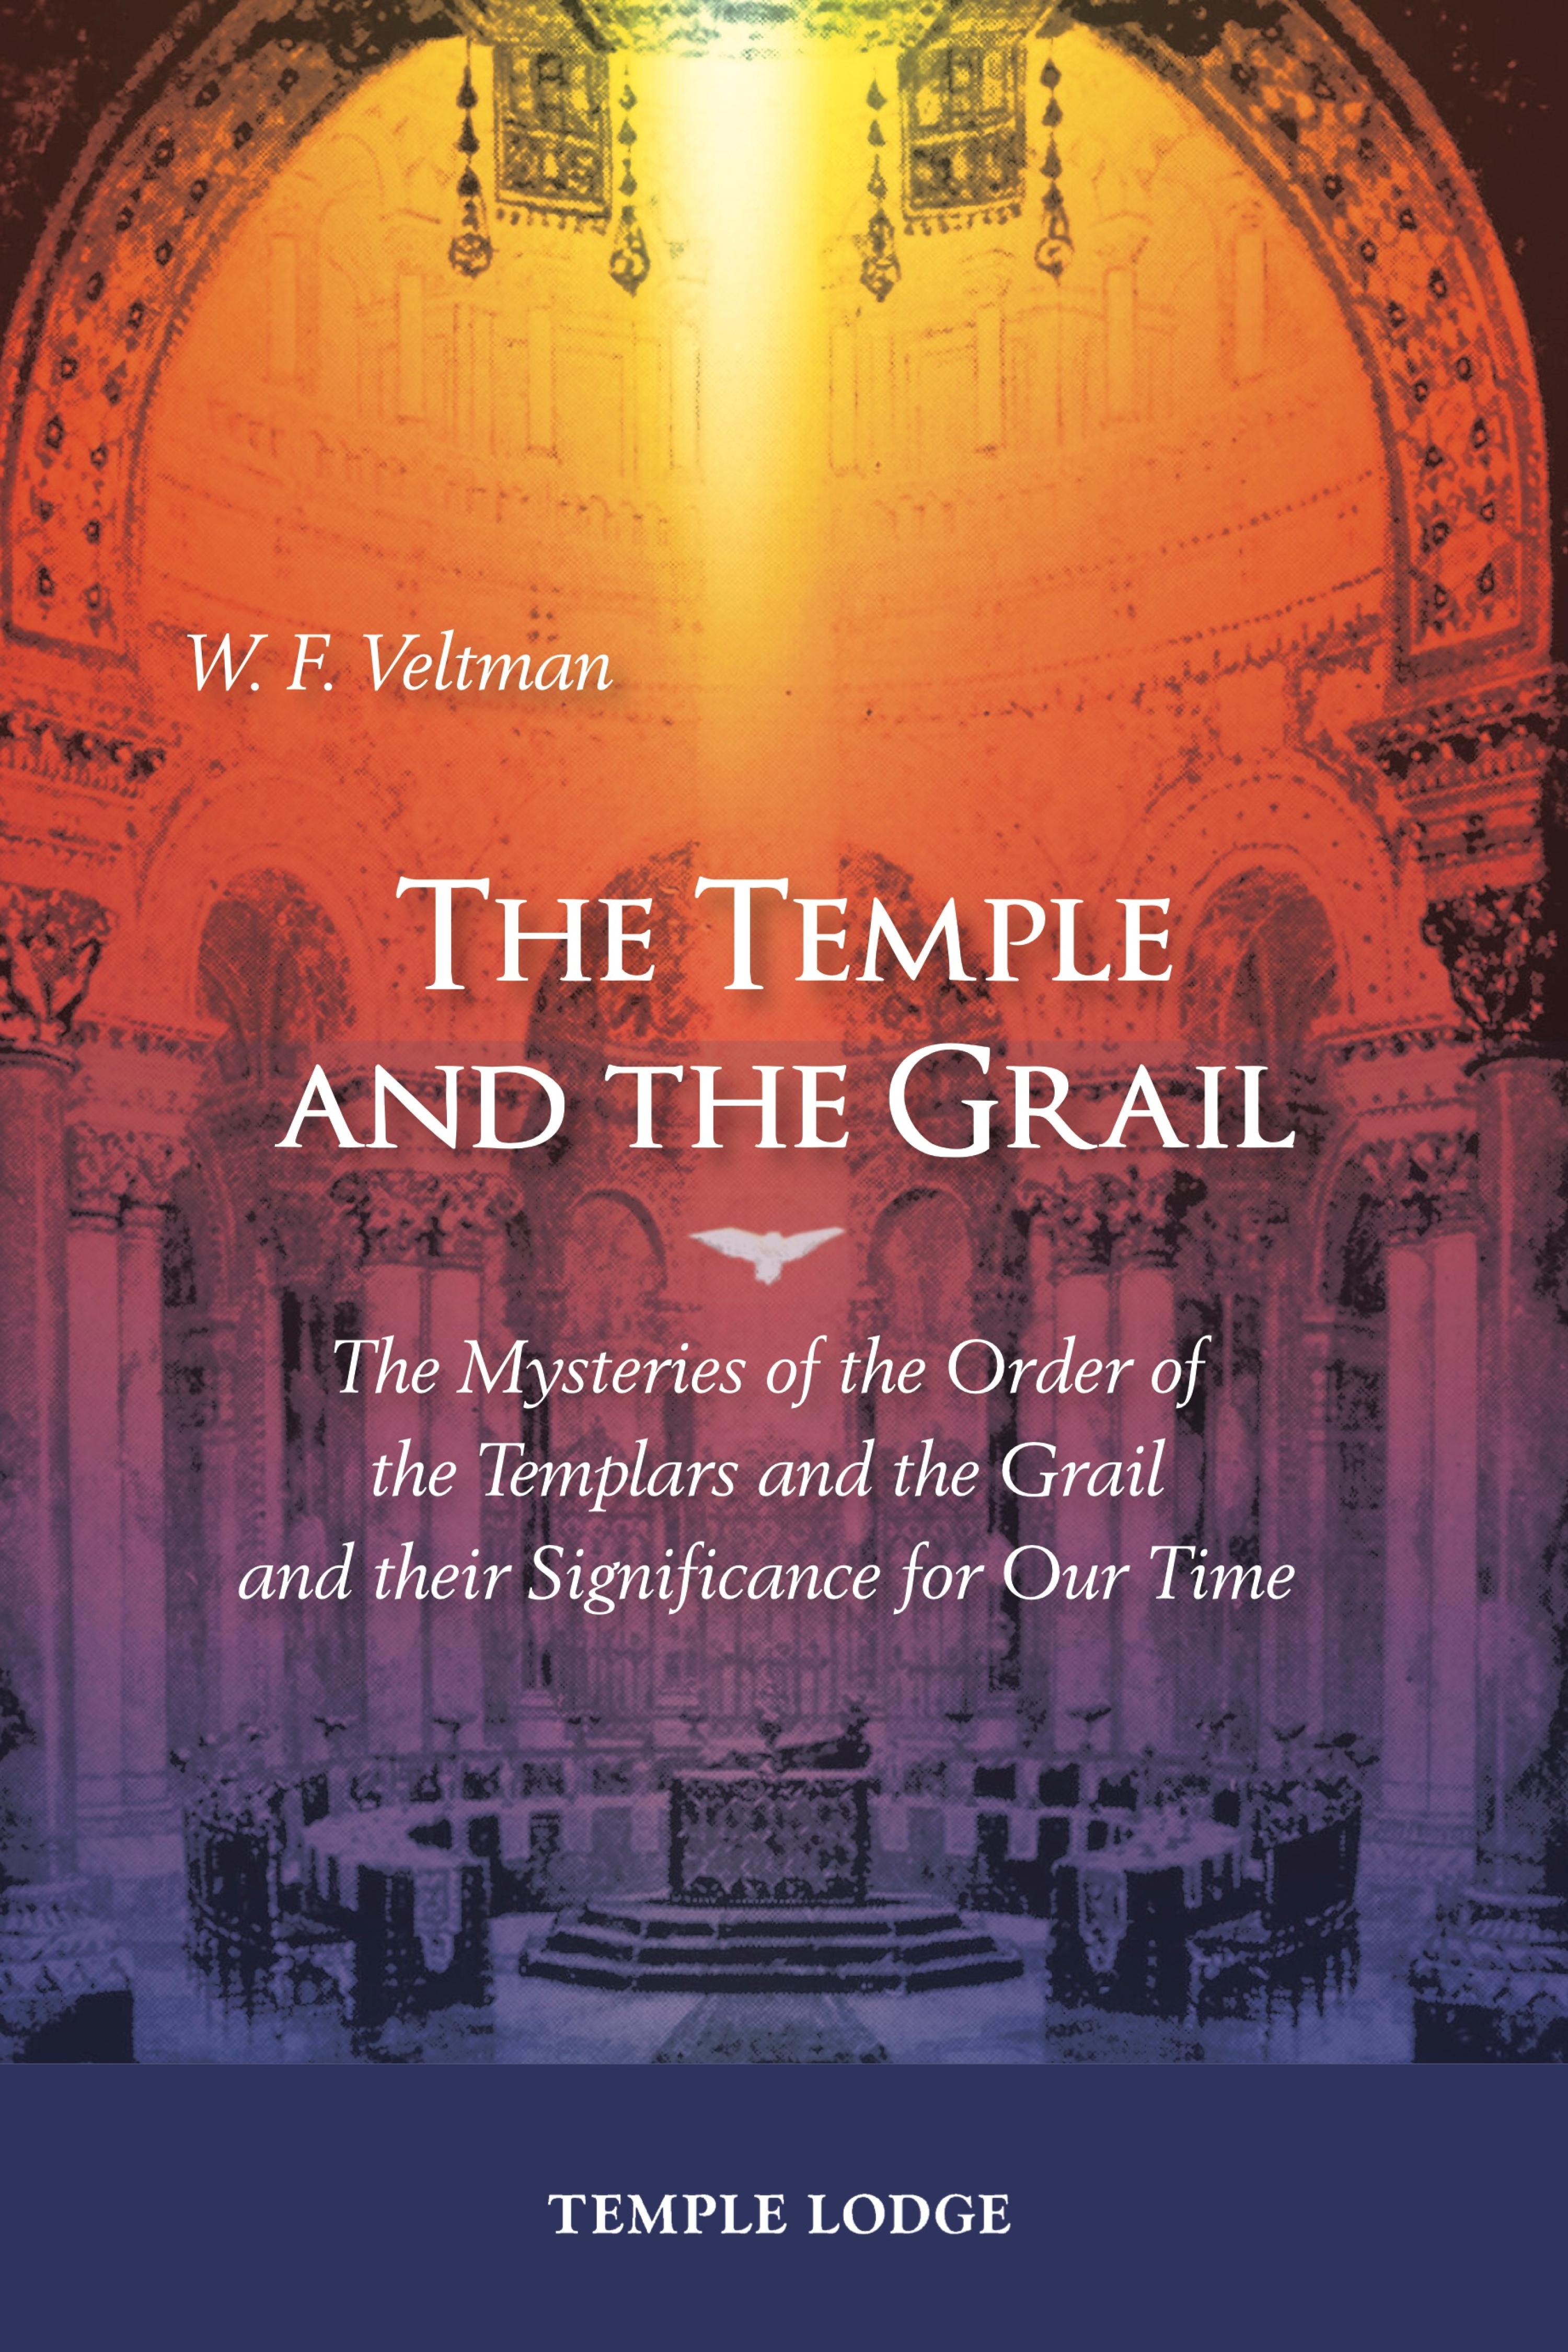 W. F. Veltman
The Temple
and the Grail
The Mysteries of the Order of
the Templars and the Grail
and their Significance for Our Time
TEMPLE LODGE